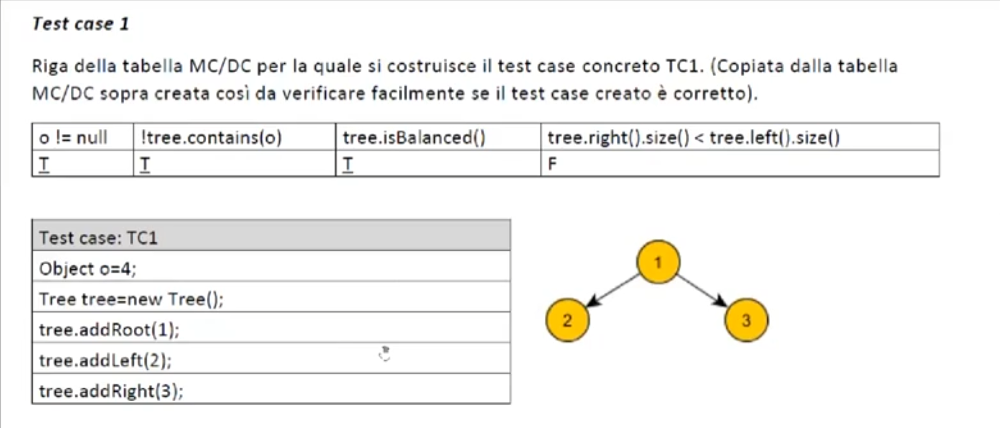 Test case 1
Riga della tabella MC/DC per la quale si costruisce il test case concreto TC1. (Copiata dalla tabella
MC/DC sopra creata così da verificare facilmente se il test case creato è corretto).
o != null !tree.contains(o) tree.isBalanced() tree.right().size() < tree.left().size()
T T T F
Test case: TC1
Object o=4;
Tree tree=new Tree();
tree.addRoot(1);
tree.addLeft(2);
tree.addRight(3);
1
2 3